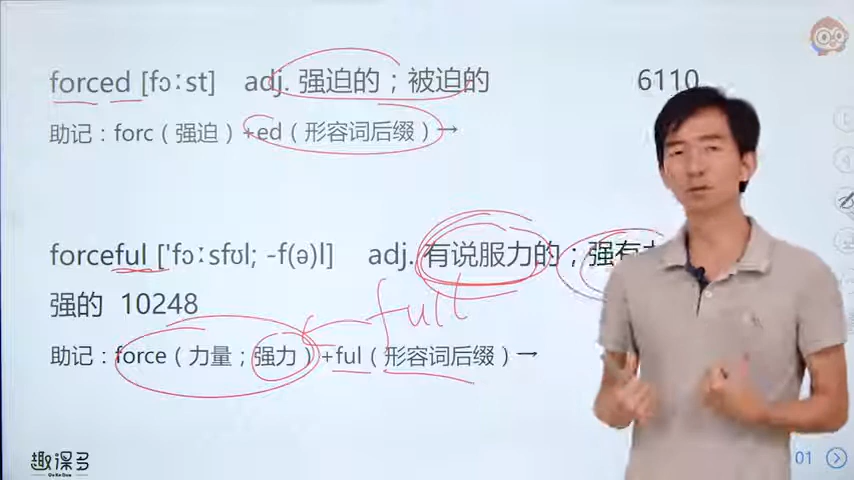 forced [fɔːst] adj. 强迫的；被迫的 6110
助记：forc（强迫）+ed（形容词后缀）→
forceful ['fɔːsfʊl; -f(ə)l] adj. 有说服力的；强有
强的 10248
full
助记：force（力量；强力）+ful（形容词后缀）→
趣课多
01